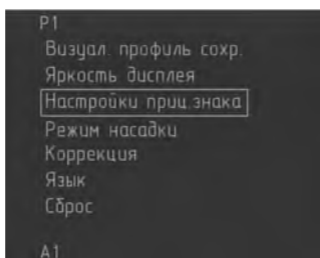 P1
Визуал. профиль сохр.
Яркость дисплея
Настройки приц.знака
Режим насадки
Коррекция
Язык
Сброс
A1